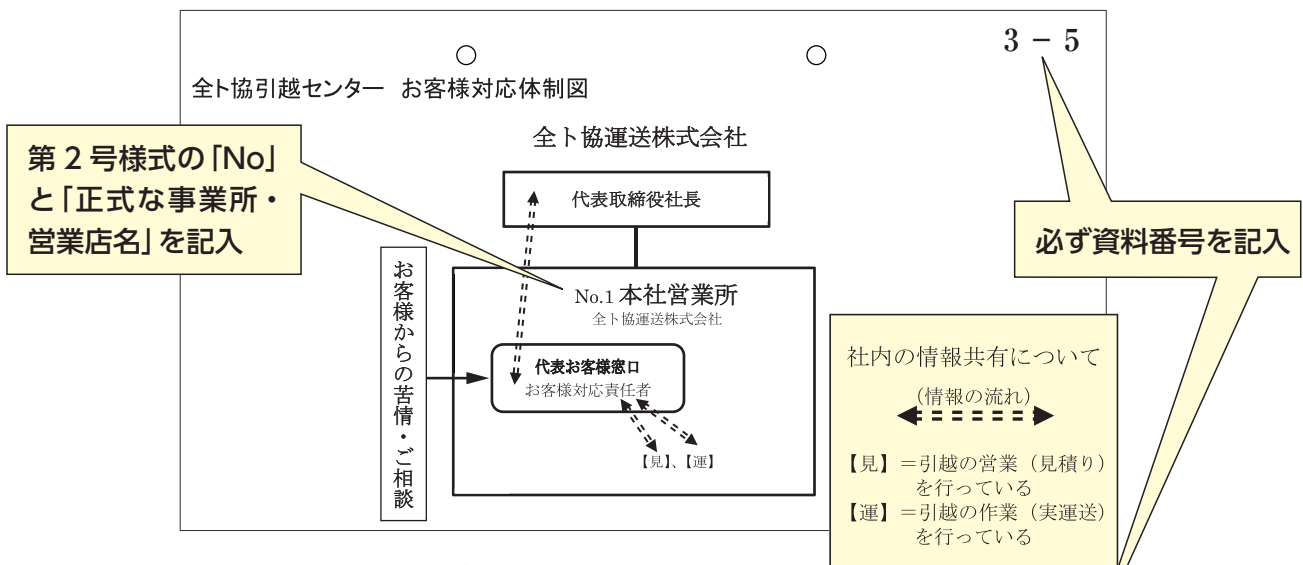 3 − 5
全ト協引越センター お客様対応体制図
第2号様式の「No」
と「正式な事業所・
営業店名」を記入
全ト協運送株式会社
代表取締役社長
必ず資料番号を記入
お客様からの苦情・ご相談
No.1 本社営業所
全ト協運送株式会社
代表お客様窓口
お客様対応責任者
【見】、【運】
社内の情報共有について
(情報の流れ)
【見】=引越の営業(見積り)
を行っている
【運】=引越の作業(実運送)
を行っている